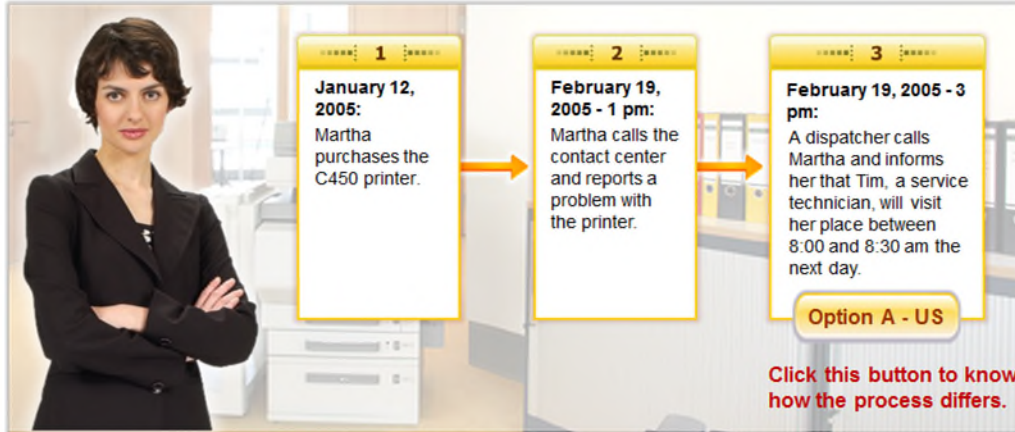 1
January 12,
2005:
Martha
purchases the
C450 printer.
2
February 19,
2005 - 1 pm:
Martha calls the
contact center
and reports a
problem with
the printer.
3
February 19, 2005 - 3
pm:
A dispatcher calls
Martha and informs
her that Tim, a service
technician, will visit
her place between
8:00 and 8:30 am the
next day.
Option A - US
Click this button to know
how the process differs.